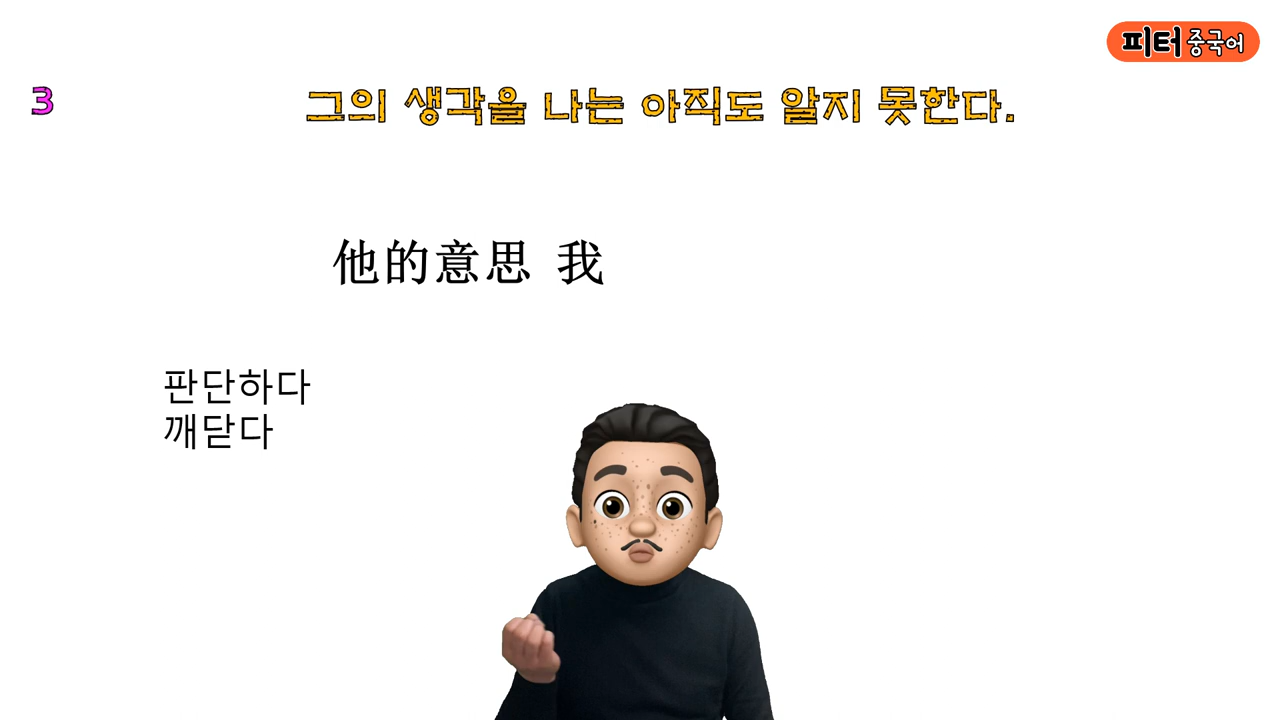 피터 중국어
3
그의 생각을 나는 아직도 알지 못한다.
他的意思 我
판단하다
깨닫다